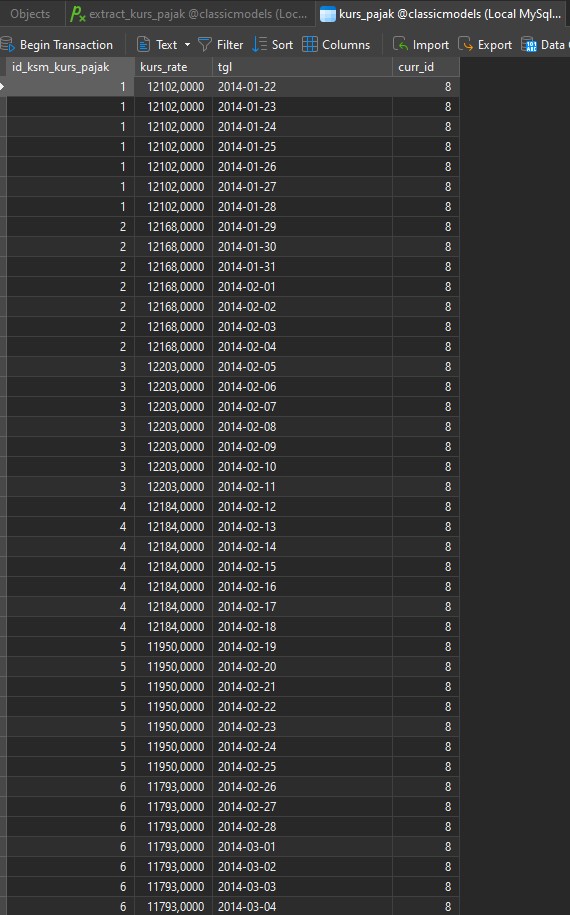 Objects extract_kurs_pajak @classicmodels (Loc... kurs_pajak @classicmodels (Local MySql...
Begin Transaction Text Filter Sort Columns Import Export Data
id_ksm_kurs_pajak kurs_rate tgl curr_id
1 12102,0000 2014-01-22 8
1 12102,0000 2014-01-23 8
1 12102,0000 2014-01-24 8
1 12102,0000 2014-01-25 8
1 12102,0000 2014-01-26 8
1 12102,0000 2014-01-27 8
1 12102,0000 2014-01-28 8
2 12168,0000 2014-01-29 8
2 12168,0000 2014-01-30 8
2 12168,0000 2014-01-31 8
2 12168,0000 2014-02-01 8
2 12168,0000 2014-02-02 8
2 12168,0000 2014-02-03 8
2 12168,0000 2014-02-04 8
3 12203,0000 2014-02-05 8
3 12203,0000 2014-02-06 8
3 12203,0000 2014-02-07 8
3 12203,0000 2014-02-08 8
3 12203,0000 2014-02-09 8
3 12203,0000 2014-02-10 8
3 12203,0000 2014-02-11 8
4 12184,0000 2014-02-12 8
4 12184,0000 2014-02-13 8
4 12184,0000 2014-02-14 8
4 12184,0000 2014-02-15 8
4 12184,0000 2014-02-16 8
4 12184,0000 2014-02-17 8
4 12184,0000 2014-02-18 8
5 11950,0000 2014-02-19 8
5 11950,0000 2014-02-20 8
5 11950,0000 2014-02-21 8
5 11950,0000 2014-02-22 8
5 11950,0000 2014-02-23 8
5 11950,0000 2014-02-24 8
5 11950,0000 2014-02-25 8
6 11793,0000 2014-02-26 8
6 11793,0000 2014-02-27 8
6 11793,0000 2014-02-28 8
6 11793,0000 2014-03-01 8
6 11793,0000 2014-03-02 8
6 11793,0000 2014-03-03 8
6 11793,0000 2014-03-04 8